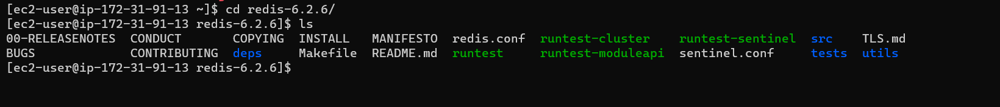 [ec2-user@ip-172-31-91-13 ~]$ cd redis-6.2.6/
[ec2-user@ip-172-31-91-13 redis-6.2.6]$ ls
00-RELEASENOTES  CONDUCT       COPYING  INSTALL   MANIFESTO  redis.conf  runtest-cluster    runtest-sentinel  src    TLS.md
BUGS             CONTRIBUTING  deps     Makefile  README.md  runtest     runtest-moduleapi  sentinel.conf     tests  utils
[ec2-user@ip-172-31-91-13 redis-6.2.6]$